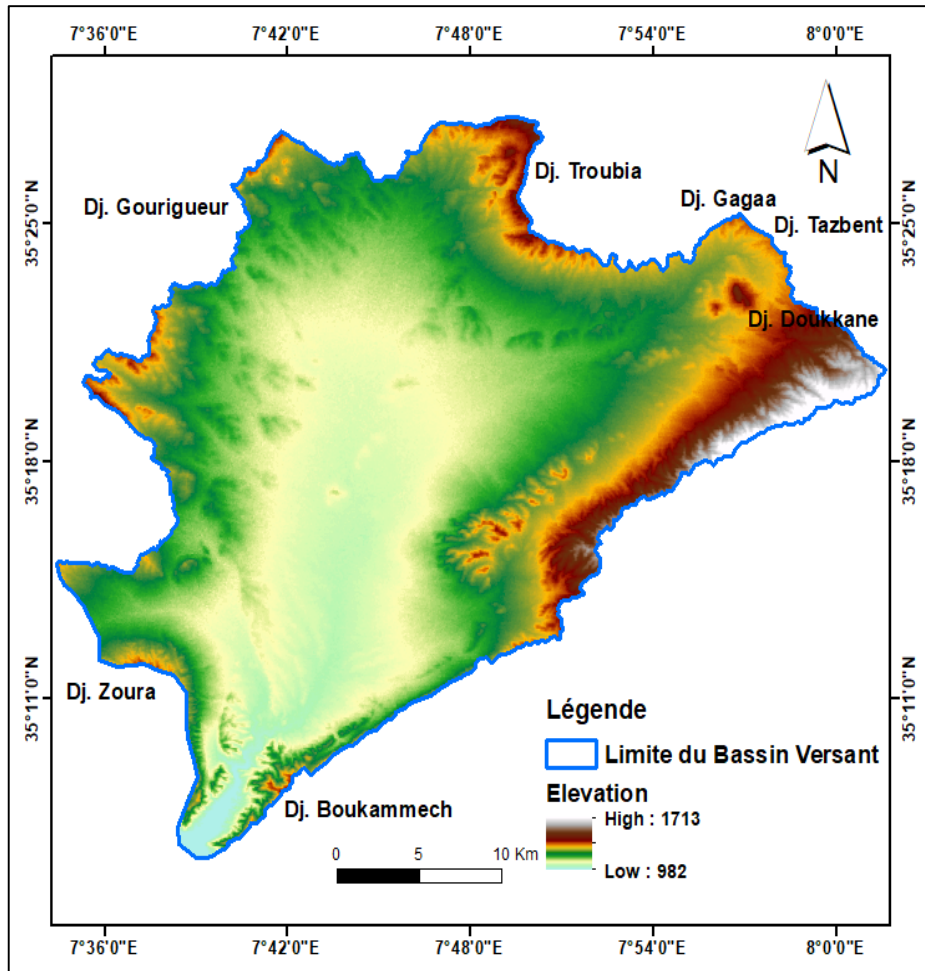 7°36'0"E 7°42'0"E 7°48'0"E 7°54'0"E 8°0'0"E
N
Dj. Troubia
Dj. Gagaa
Dj. Gourigueur
Dj. Tazbent
35°25'0"N 35°25'0"N
Dj. Doukkane
35°18'0"N 35°18'0"N
Dj. Zoura
35°11'0"N 35°11'0"N
Légende
Limite du Bassin Versant
Elevation
Dj. Boukammech
High : 1713
0 5 10 Km
Low : 982
7°36'0"E 7°42'0"E 7°48'0"E 7°54'0"E 8°0'0"E